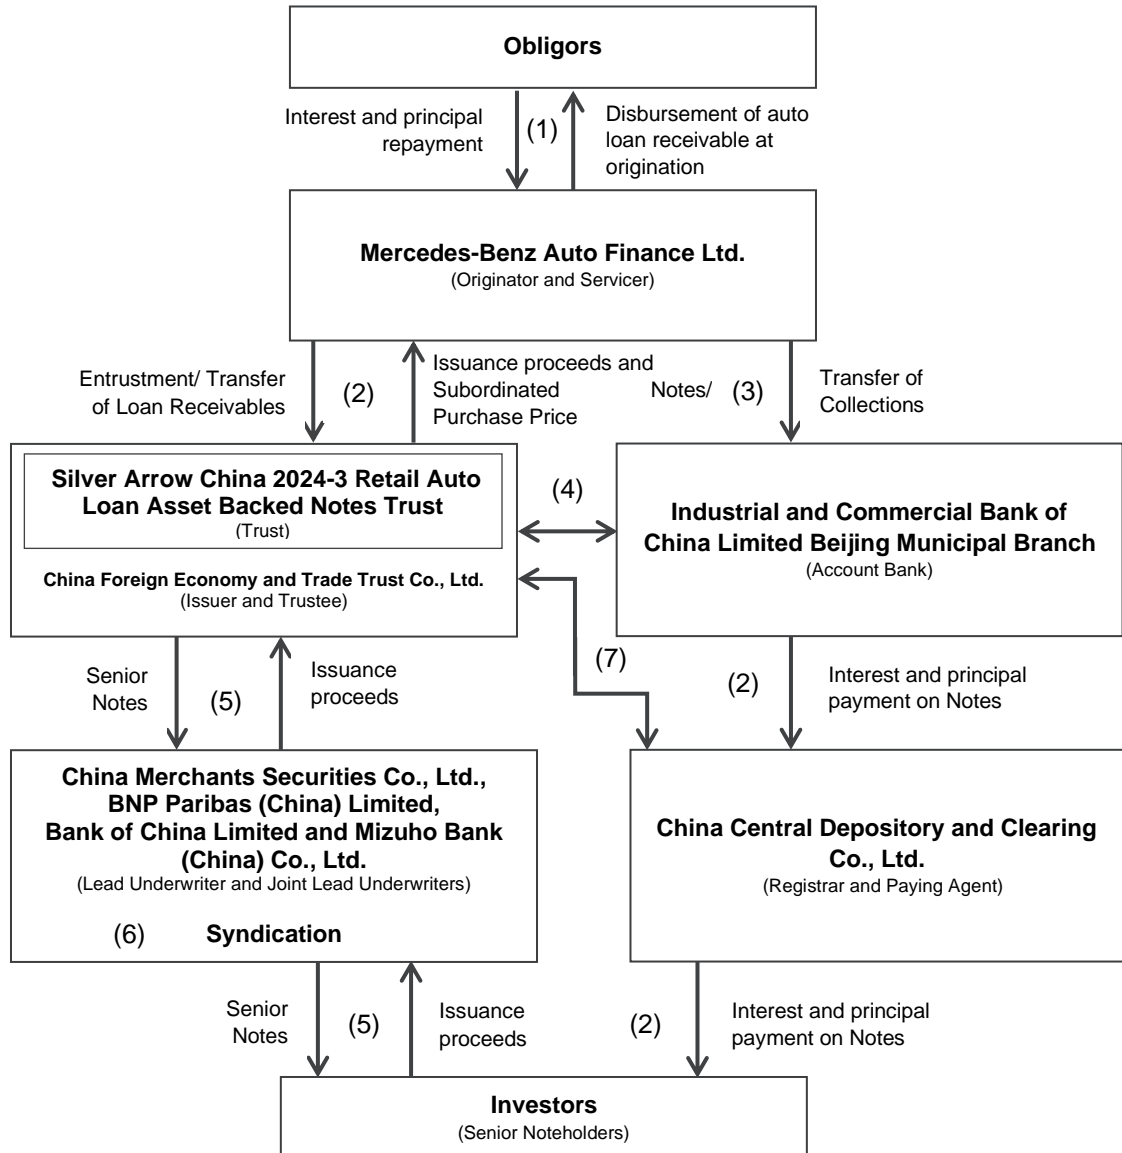 Obligors
Interest and principal
repayment
(1)
Disbursement of auto
loan receivable at
origination
Mercedes-Benz Auto Finance Ltd.
(Originator and Servicer)
Entrustment/ Transfer
of Loan Receivables
(2)
Issuance proceeds and
Subordinated Notes/
Purchase Price
(3)
Transfer of
Collections
Silver Arrow China 2024-3 Retail Auto
Loan Asset Backed Notes Trust
(Trust)
China Foreign Economy and Trade Trust Co., Ltd.
(Issuer and Trustee)
(4)
Industrial and Commercial Bank of
China Limited Beijing Municipal Branch
(Account Bank)
Senior
Notes
(5)
Issuance
proceeds
(7)
(2)
Interest and principal
payment on Notes
China Merchants Securities Co., Ltd.,
BNP Paribas (China) Limited,
Bank of China Limited and Mizuho Bank
(China) Co., Ltd.
(Lead Underwriter and Joint Lead Underwriters)
(6) Syndication
China Central Depository and Clearing
Co., Ltd.
(Registrar and Paying Agent)
Senior
Notes
(5)
Issuance
proceeds
(2)
Interest and principal
payment on Notes
Investors
(Senior Noteholders)